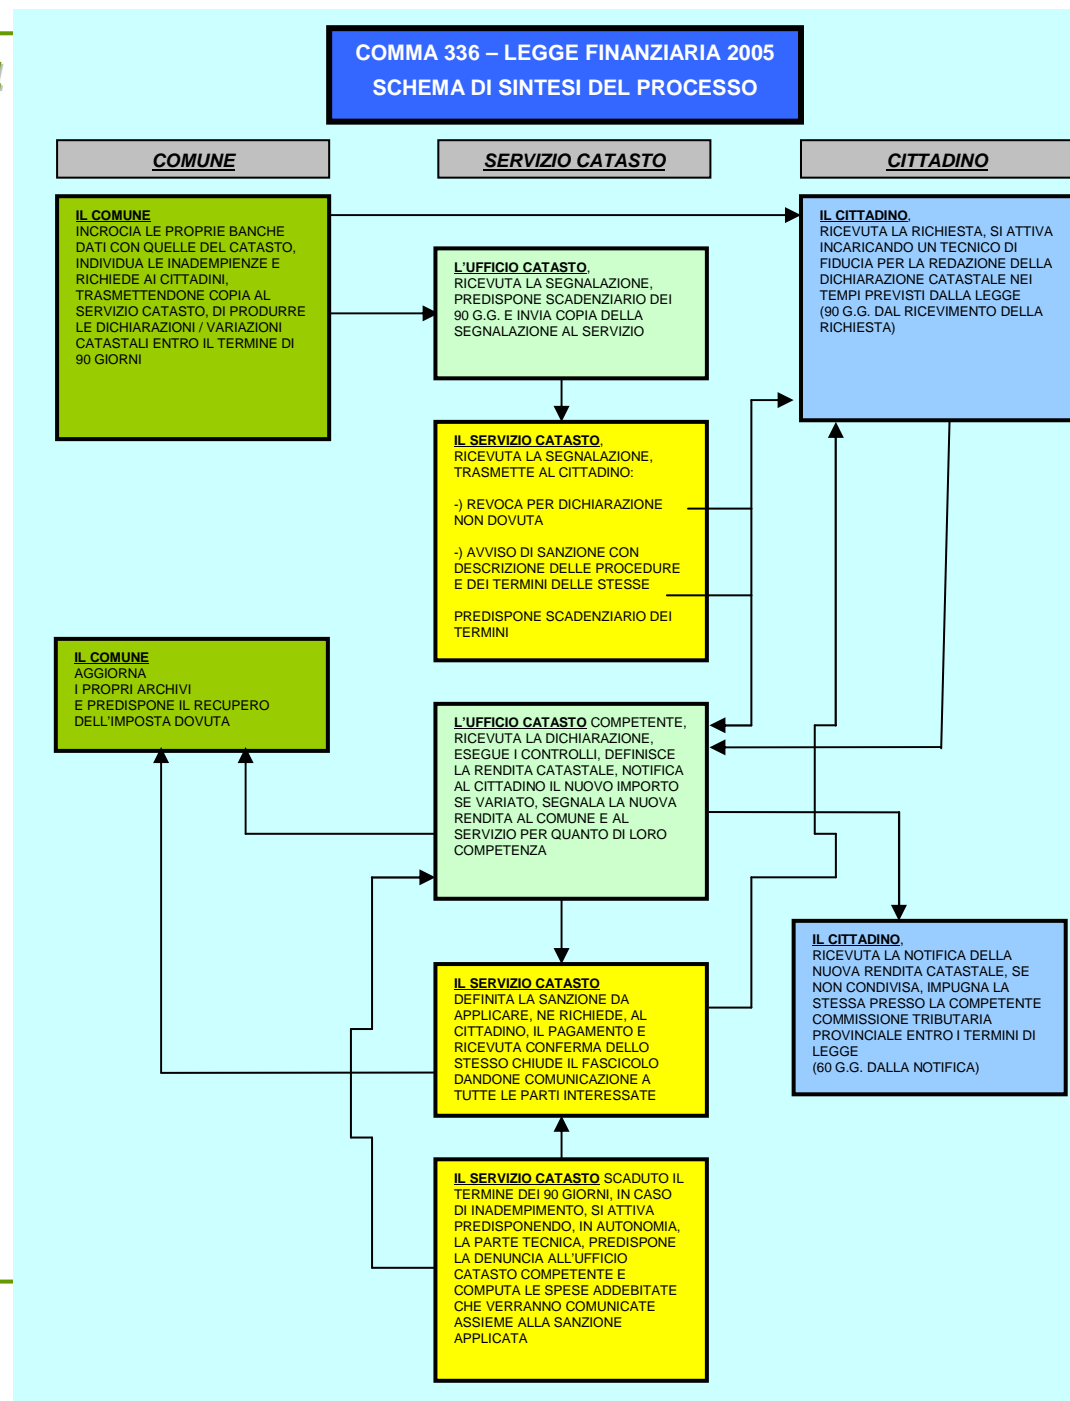 COMMA 336 – LEGGE FINANZIARIA 2005
SCHEMA DI SINTESI DEL PROCESSO
COMUNE
SERVIZIO CATASTO
CITTADINO
IL COMUNE
INCROCIA LE PROPRIE BANCHE
DATI CON QUELLE DEL CATASTO,
INDIVIDUA LE INADEMPIENZE E
RICHIEDE AI CITTADINI,
TRASMETTENDONE COPIA AL
SERVIZIO CATASTO, DI PRODURRE
LE DICHIARAZIONI / VARIAZIONI
CATASTALI ENTRO IL TERMINE DI
90 GIORNI
L'UFFICIO CATASTO,
RICEVUTA LA SEGNALAZIONE,
PREDISPONE SCADENZIARIO DEI
90 G.G. E INVIA COPIA DELLA
SEGNALAZIONE AL SERVIZIO
IL CITTADINO,
RICEVUTA LA RICHIESTA, SI ATTIVA
INCARICANDO UN TECNICO DI
FIDUCIA PER LA REDAZIONE DELLA
DICHIARAZIONE CATASTALE NEI
TEMPI PREVISTI DALLA LEGGE
(90 G.G. DAL RICEVIMENTO DELLA
RICHIESTA)
IL SERVIZIO CATASTO,
RICEVUTA LA SEGNALAZIONE,
TRASMETTE AL CITTADINO:
-) REVOCA PER DICHIARAZIONE
NON DOVUTA
-) AVVISO DI SANZIONE CON
DESCRIZIONE DELLE PROCEDURE
E DEI TERMINI DELLE STESSE
PREDISPONE SCADENZIARIO DEI
TERMINI
IL COMUNE
AGGIORNA
I PROPRI ARCHIVI
E PREDISPONE IL RECUPERO
DELL'IMPOSTA DOVUTA
L'UFFICIO CATASTO COMPETENTE,
RICEVUTA LA DICHIARAZIONE,
ESEGUE I CONTROLLI, DEFINISCE
LA RENDITA CATASTALE, NOTIFICA
AL CITTADINO IL NUOVO IMPORTO
SE VARIATO, SEGNALA LA NUOVA
RENDITA AL COMUNE E AL
SERVIZIO PER QUANTO DI LORO
COMPETENZA
IL CITTADINO,
RICEVUTA LA NOTIFICA DELLA
NUOVA RENDITA CATASTALE, SE
NON CONDIVISA, IMPUGNA LA
STESSA PRESSO LA COMPETENTE
COMMISSIONE TRIBUTARIA
PROVINCIALE ENTRO I TERMINI DI
LEGGE
(60 G.G. DALLA NOTIFICA)
IL SERVIZIO CATASTO
DEFINITA LA SANZIONE DA
APPLICARE, NE RICHIEDE, AL
CITTADINO, IL PAGAMENTO E
RICEVUTA CONFERMA DELLO
STESSO CHIUDE IL FASCICOLO
DANDONE COMUNICAZIONE A
TUTTE LE PARTI INTERESSATE
IL SERVIZIO CATASTO SCADUTO IL
TERMINE DEI 90 GIORNI, IN CASO
DI INADEMPIMENTO, SI ATTIVA
PREDISPONENDO, IN AUTONOMIA,
LA PARTE TECNICA, PREDISPONE
LA DENUNCIA ALL'UFFICIO
CATASTO COMPETENTE E
COMPUTA LE SPESE ADDEBITATE
CHE VERRANNO COMUNICATE
ASSIEME ALLA SANZIONE
APPLICATA